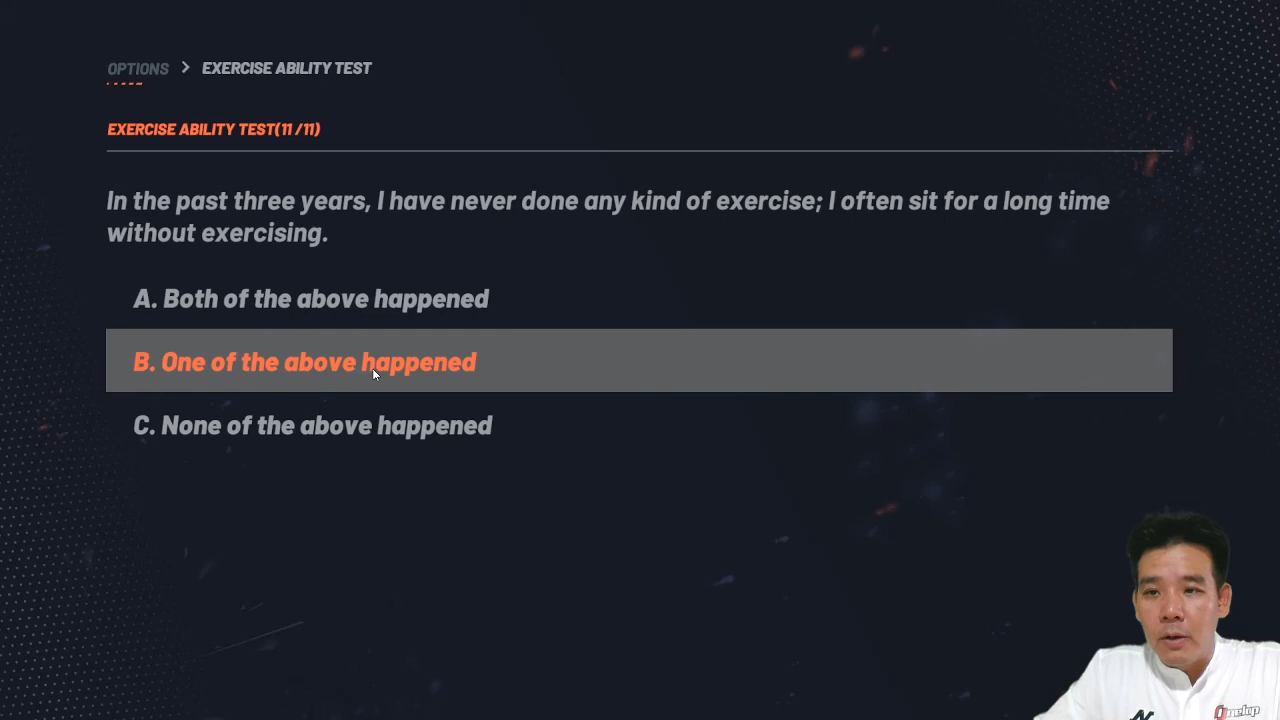 OPTIONS > EXERCISE ABILITY TEST
EXERCISE ABILITY TEST(11 /11)
In the past three years, I have never done any kind of exercise; I often sit for a long time
without exercising.
A. Both of the above happened
B. One of the above happened
C. None of the above happened